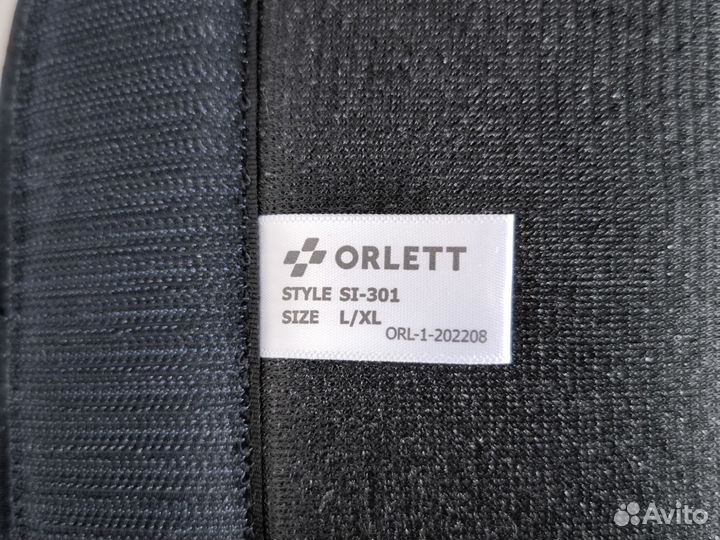 ORLETT
STYLE SI-301
SIZE L/XL
ORL-1-202208
Avito